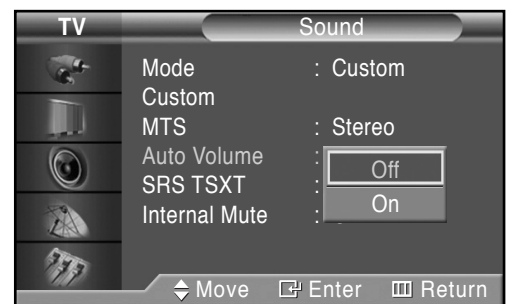 TV Sound
Mode : Custom
Custom
MTS : Stereo
Auto Volume : Off
SRS TSXT : On
Internal Mute :
Move Enter Return